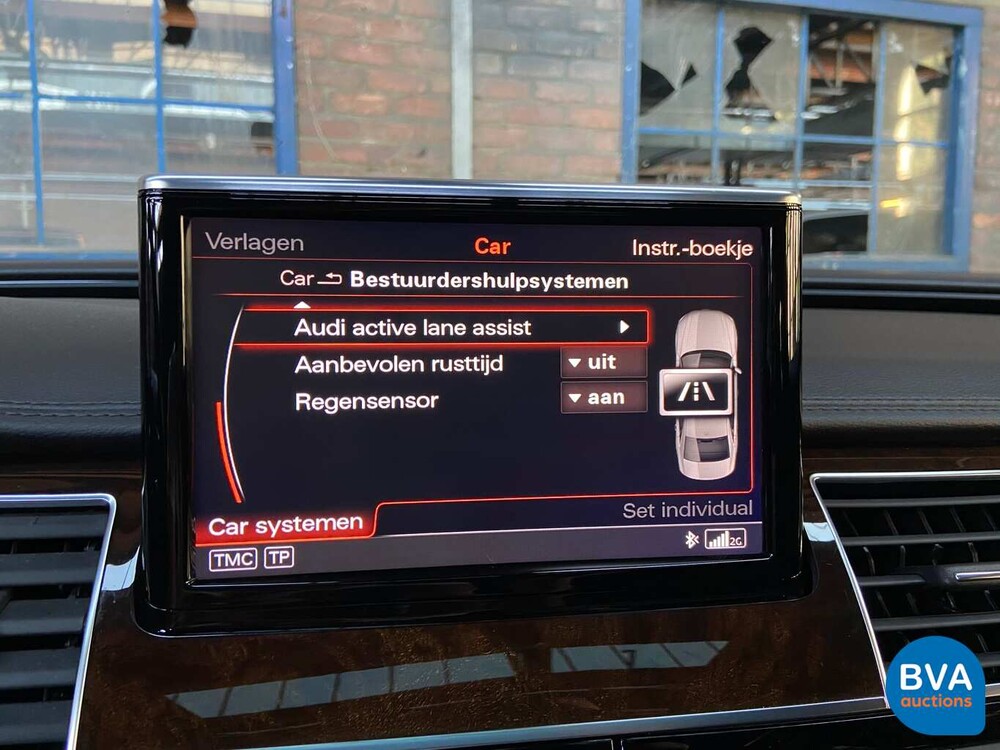 Verlagen Car Instr.-boekje
Car Bestuurdershulpsystemen
Audi active lane assist
Aanbevolen rusttijd uit
Regensensor aan
Set individual
Car systemen
TMC TP 2G
BVA
auctions